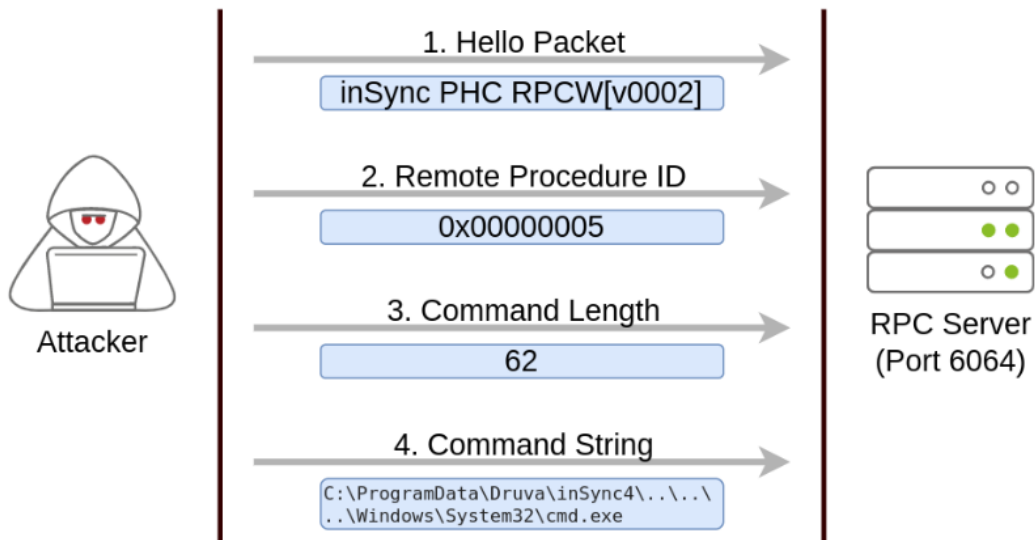 1. Hello Packet
inSync PHC RPCW[v0002]
2. Remote Procedure ID
0x00000005
3. Command Length
62
4. Command String
C:\ProgramData\Druva\inSync4\..\..\
..\Windows\System32\cmd.exe
Attacker
RPC Server
(Port 6064)